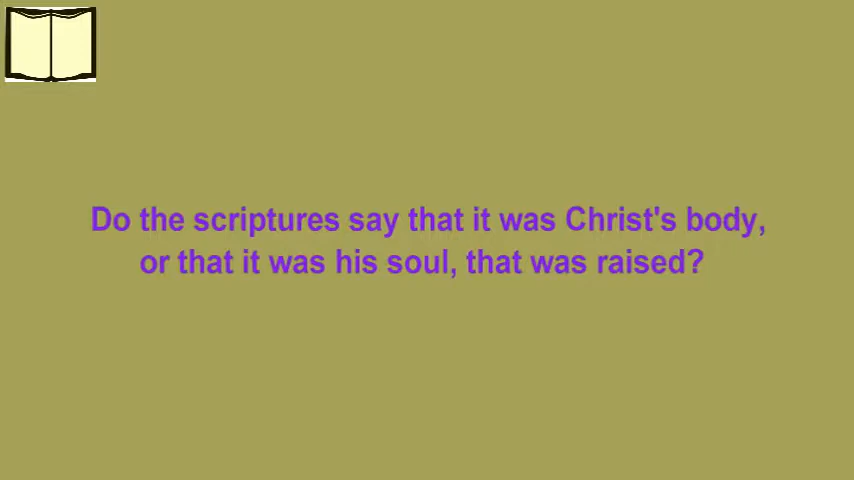 Do the scriptures say that it was Christ's body,
or that it was his soul, that was raised?